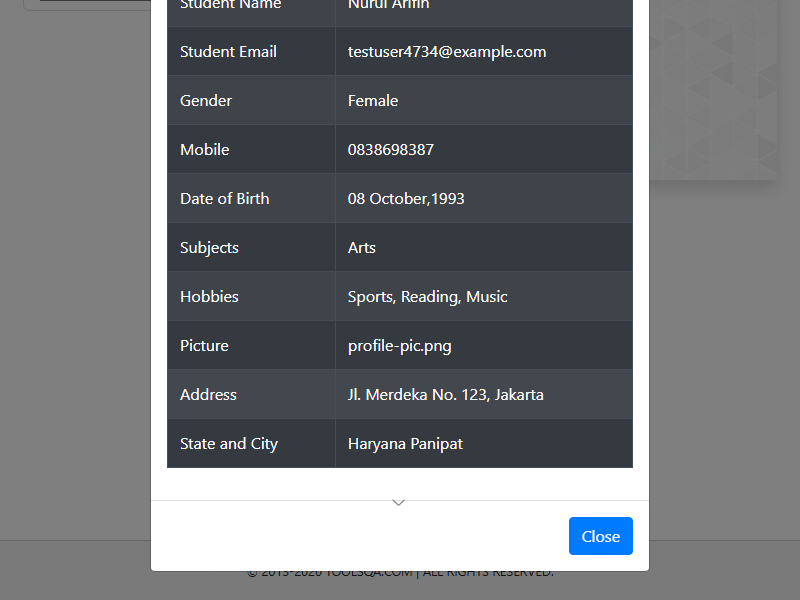 Student Name Nurul Arifin
Student Email testuser4734@example.com
Gender Female
Mobile 0838698387
Date of Birth 08 October,1993
Subjects Arts
Hobbies Sports, Reading, Music
Picture profile-pic.png
Address Jl. Merdeka No. 123, Jakarta
State and City Haryana Panipat
Close
© 2013-2020 TOOLSQA.COM | ALL RIGHTS RESERVED.